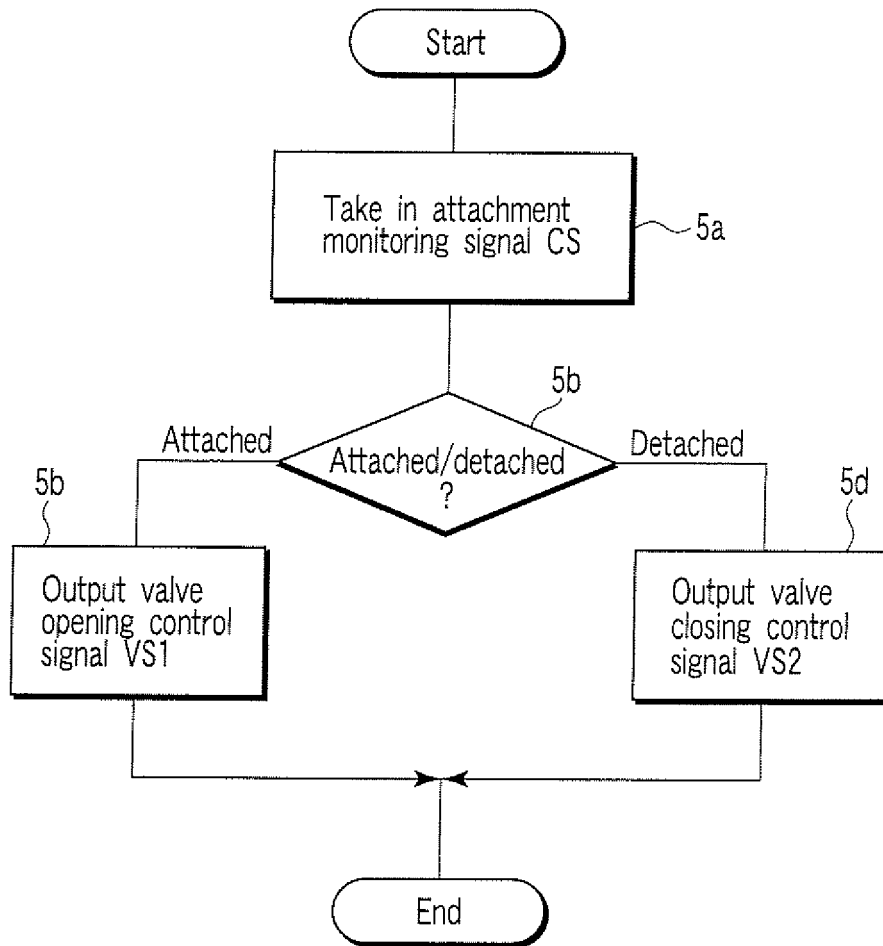 Start
Take in attachment
monitoring signal CS
5a
5b
Attached
Attached/detached
?
Detached
5b
Output valve
opening control
signal VS1
5d
Output valve
closing control
signal VS2
End